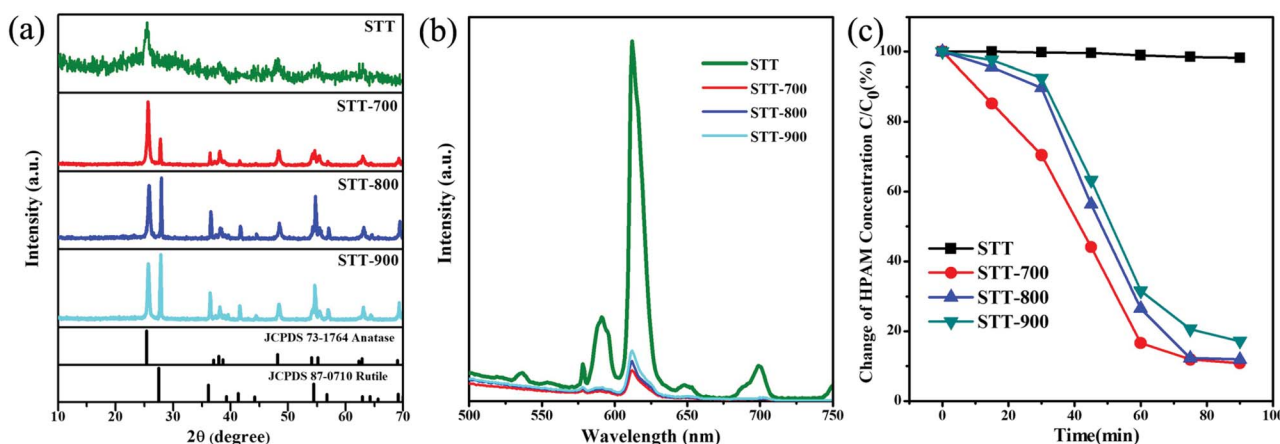 (a)
STT
STT-700
STT-800
STT-900
JCPDS 73-1764 Anatase
JCPDS 87-0710 Rutile
Intensity (a.u.)
10 20 30 40 50 60 70
2θ (degree)
(b)
STT
STT-700
STT-800
STT-900
Intensity (a.u.)
500 550 600 650 700 750
Wavelength (nm)
(c)
100
80
60
40
20
0
Change of HPAM Concentration C/C0(%)
STT
STT-700
STT-800
STT-900
0 20 40 60 80 100
Time(min)